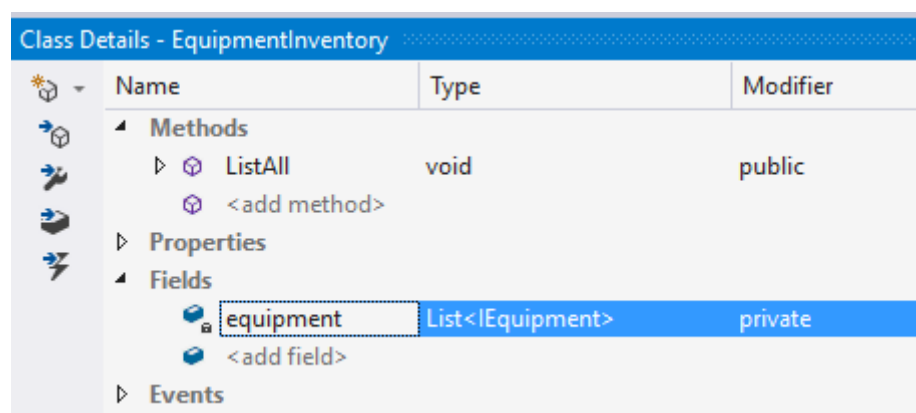 Class Details - EquipmentInventory
Name Type Modifier
Methods
ListAll void public
<add method>
Properties
Fields
equipment List<IEquipment> private
<add field>
Events